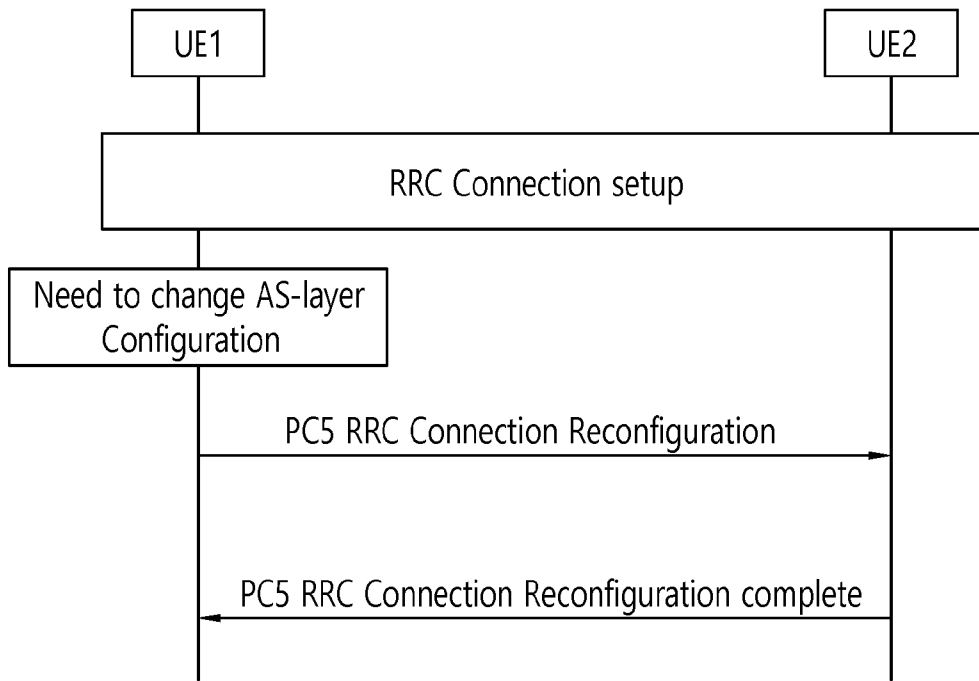 UE1
UE2
RRC Connection setup
Need to change AS-layer
Configuration
PC5 RRC Connection Reconfiguration
PC5 RRC Connection Reconfiguration complete